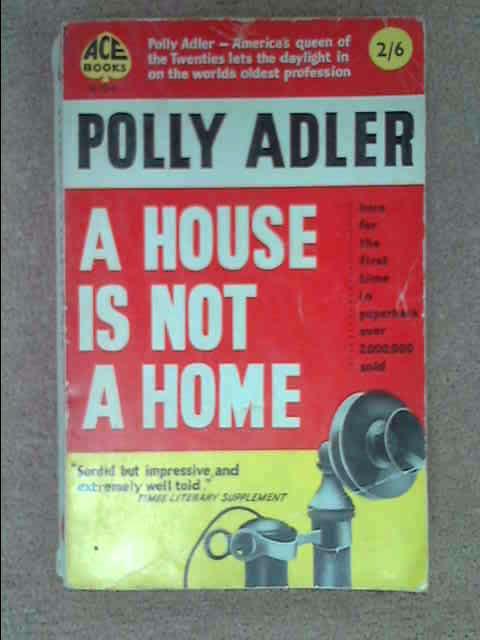 ACE
BOOKS
Polly Adler – America's queen of
the Twenties lets the daylight in
on the worlds oldest profession
2/6
POLLY ADLER
A HOUSE
IS NOT
A HOME
here
for
the
first
time
in
paperback
over
2,000,000
sold
"Sordid but impressive and
extremely well told."
TIMES LITERARY SUPPLEMENT